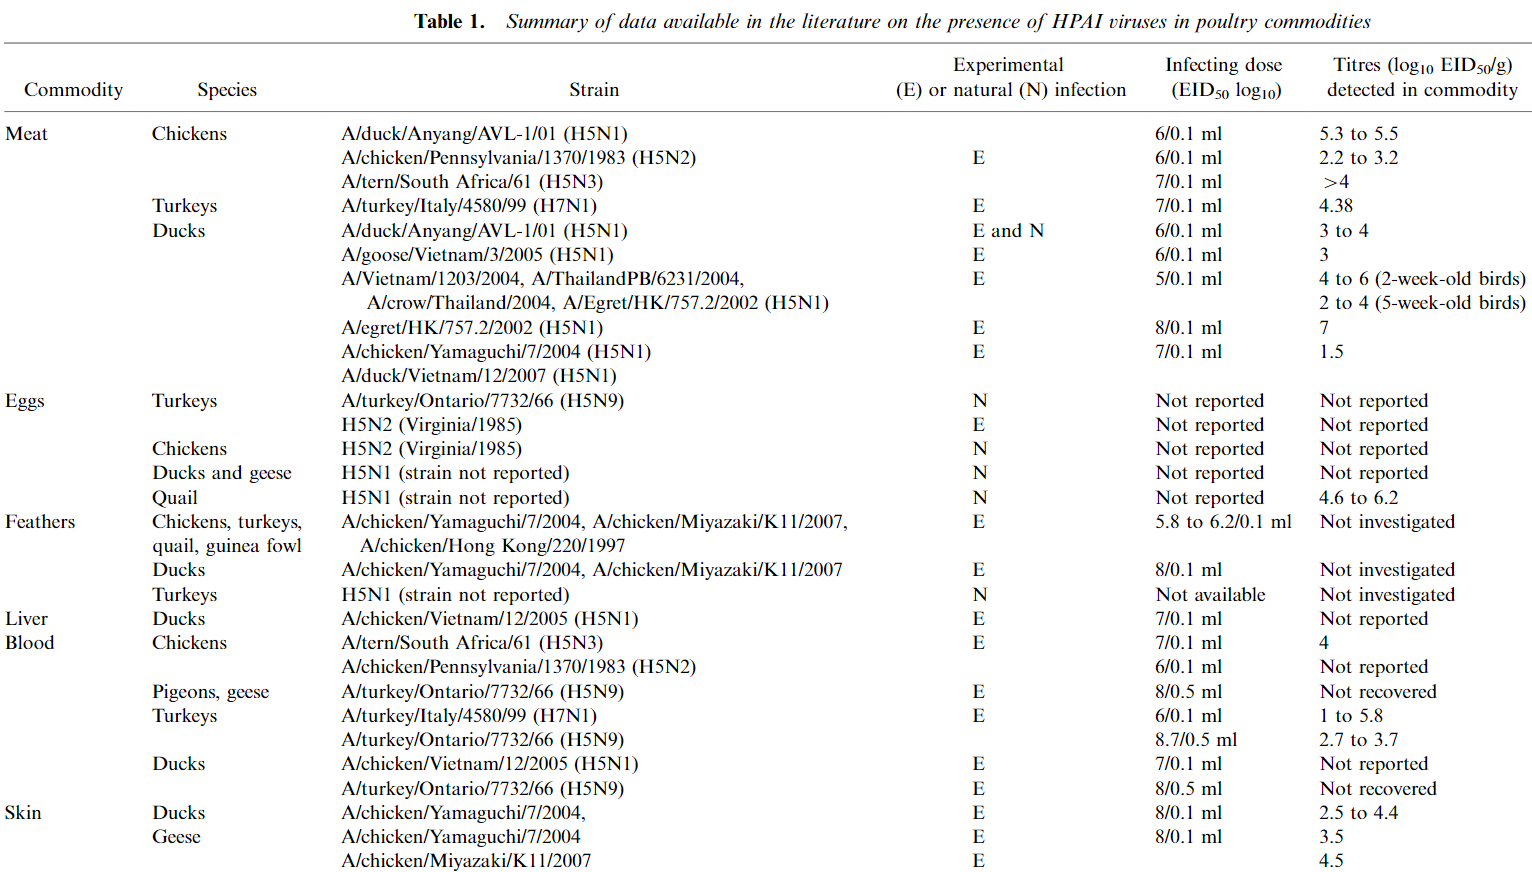 Table 1. Summary of data available in the literature on the presence of HPAI viruses in poultry commodities
Experimental Infecting dose Titres (log10 EID50/g)
Commodity Species Strain (E) or natural (N) infection (EID50 log10) detected in commodity
Meat Chickens A/duck/Anyang/AVL-1/01 (H5N1) 6/0.1 ml 5.3 to 5.5
A/chicken/Pennsylvania/1370/1983 (H5N2) E 6/0.1 ml 2.2 to 3.2
A/tern/South Africa/61 (H5N3) 7/0.1 ml >4
Turkeys A/turkey/Italy/4580/99 (H7N1) E 7/0.1 ml 4.38
Ducks A/duck/Anyang/AVL-1/01 (H5N1) E and N 6/0.1 ml 3 to 4
A/goose/Vietnam/3/2005 (H5N1) E 6/0.1 ml 3
A/Vietnam/1203/2004, A/ThailandPB/6231/2004, E 5/0.1 ml 4 to 6 (2-week-old birds)
A/crow/Thailand/2004, A/Egret/HK/757.2/2002 (H5N1) 2 to 4 (5-week-old birds)
A/egret/HK/757.2/2002 (H5N1) E 8/0.1 ml 7
A/chicken/Yamaguchi/7/2004 (H5N1) E 7/0.1 ml 1.5
A/duck/Vietnam/12/2007 (H5N1)
Eggs Turkeys A/turkey/Ontario/7732/66 (H5N9) N Not reported Not reported
H5N2 (Virginia/1985) E Not reported Not reported
Chickens H5N2 (Virginia/1985) N Not reported Not reported
Ducks and geese H5N1 (strain not reported) N Not reported Not reported
Quail H5N1 (strain not reported) N Not reported 4.6 to 6.2
Feathers Chickens, turkeys, A/chicken/Yamaguchi/7/2004, A/chicken/Miyazaki/K11/2007, E 5.8 to 6.2/0.1 ml Not investigated
quail, guinea fowl A/chicken/Hong Kong/220/1997
Ducks A/chicken/Yamaguchi/7/2004, A/chicken/Miyazaki/K11/2007 E 8/0.1 ml Not investigated
Turkeys H5N1 (strain not reported) N Not available Not investigated
Liver Ducks A/chicken/Vietnam/12/2005 (H5N1) E 7/0.1 ml Not reported
Blood Chickens A/tern/South Africa/61 (H5N3) E 7/0.1 ml 4
A/chicken/Pennsylvania/1370/1983 (H5N2) 6/0.1 ml Not reported
Pigeons, geese A/turkey/Ontario/7732/66 (H5N9) E 8/0.5 ml Not recovered
Turkeys A/turkey/Italy/4580/99 (H7N1) E 6/0.1 ml 1 to 5.8
A/turkey/Ontario/7732/66 (H5N9) 8.7/0.5 ml 2.7 to 3.7
Ducks A/chicken/Vietnam/12/2005 (H5N1) E 7/0.1 ml Not reported
A/turkey/Ontario/7732/66 (H5N9) E 8/0.5 ml Not recovered
Skin Ducks A/chicken/Yamaguchi/7/2004, E 8/0.1 ml 2.5 to 4.4
Geese A/chicken/Yamaguchi/7/2004 E 8/0.1 ml 3.5
A/chicken/Miyazaki/K11/2007 E 4.5